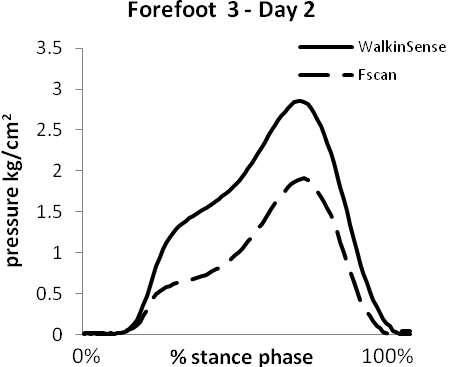 Forefoot 3 - Day 2
WalkinSense
Fscan
pressure kg/cm²
3.5
3
2.5
2
1.5
1
0.5
0
0% % stance phase 100%